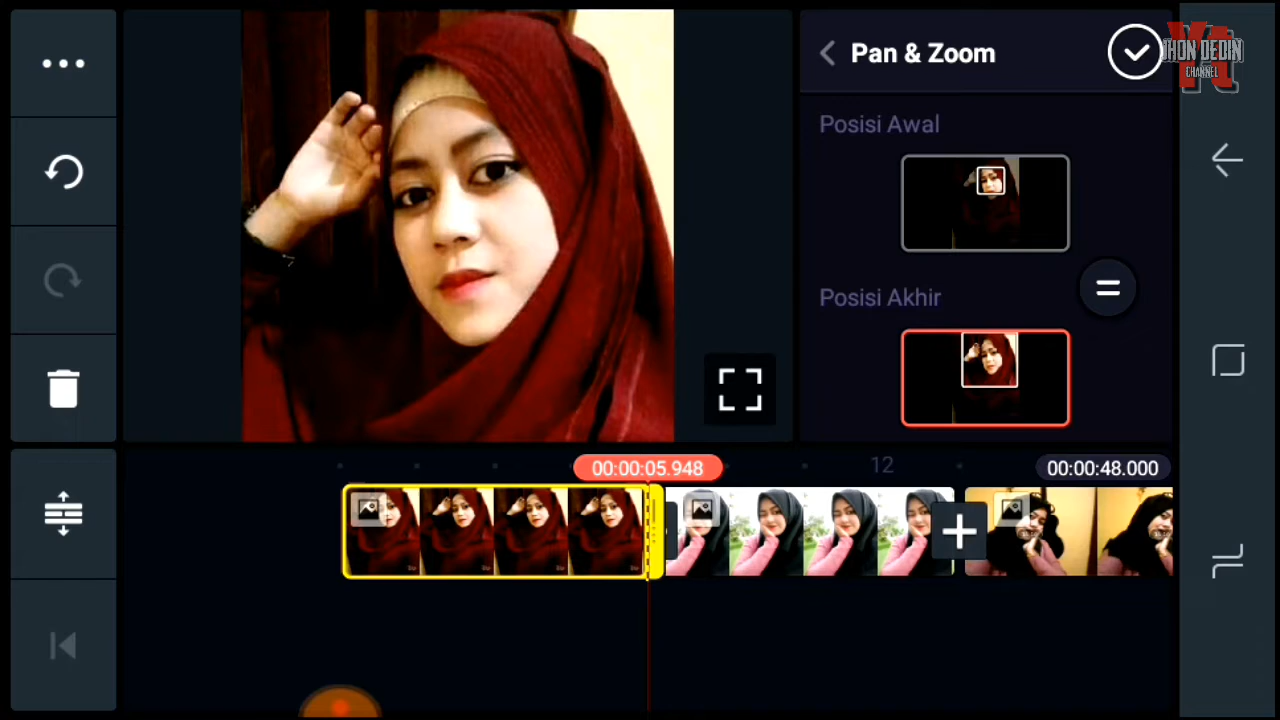 Pan & Zoom
JHON DEDIN
CHANNEL
Posisi Awal
Posisi Akhir
00:00:05.948
12
00:00:48.000